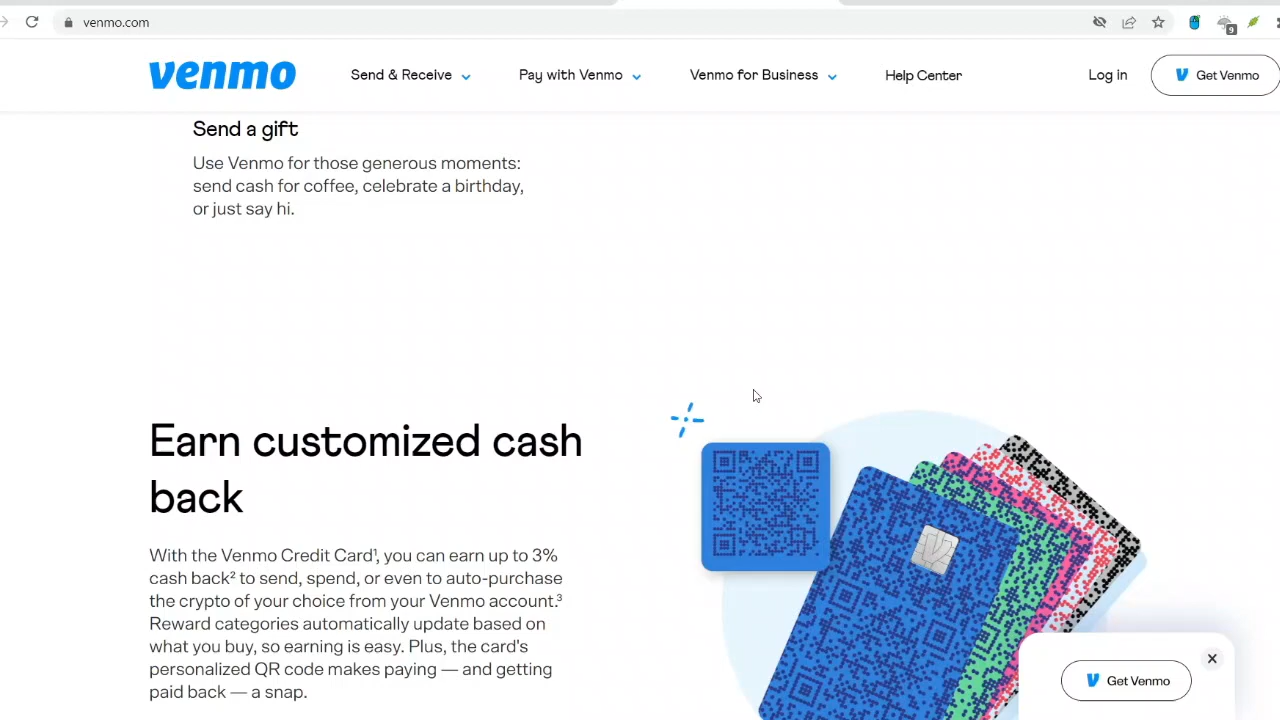 venmo.com
9
venmo
Send & Receive
Pay with Venmo
Venmo for Business
Help Center
Log in
Get Venmo
Send a gift
Use Venmo for those generous moments:
send cash for coffee, celebrate a birthday,
or just say hi.
Earn customized cash
back
With the Venmo Credit Card¹, you can earn up to 3%
cash back² to send, spend, or even to auto-purchase
the crypto of your choice from your Venmo account.³
Reward categories automatically update based on
what you buy, so earning is easy. Plus, the card's
personalized QR code makes paying — and getting
paid back — a snap.
Get Venmo